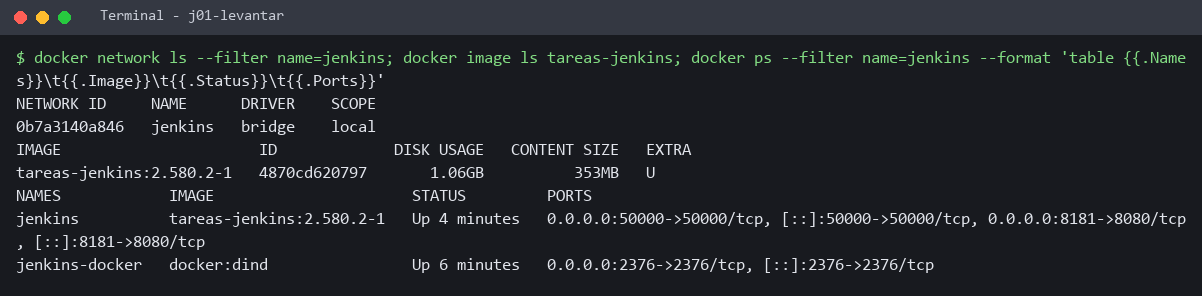 Terminal - j01-levantar
$ docker network ls --filter name=jenkins; docker image ls tareas-jenkins; docker ps --filter name=jenkins --format 'table {{.Name
s}}\t{{.Image}}\t{{.Status}}\t{{.Ports}}'
NETWORK ID     NAME      DRIVER    SCOPE
0b7a3140a846   jenkins   bridge    local
IMAGE                      ID             DISK USAGE   CONTENT SIZE   EXTRA
tareas-jenkins:2.580.2-1   4870cd620797       1.06GB          353MB   U
NAMES            IMAGE                      STATUS         PORTS
jenkins          tareas-jenkins:2.580.2-1   Up 4 minutes   0.0.0.0:50000->50000/tcp, [::]:50000->50000/tcp, 0.0.0.0:8181->8080/tcp
, [::]:8181->8080/tcp
jenkins-docker   docker:dind                Up 6 minutes   0.0.0.0:2376->2376/tcp, [::]:2376->2376/tcp